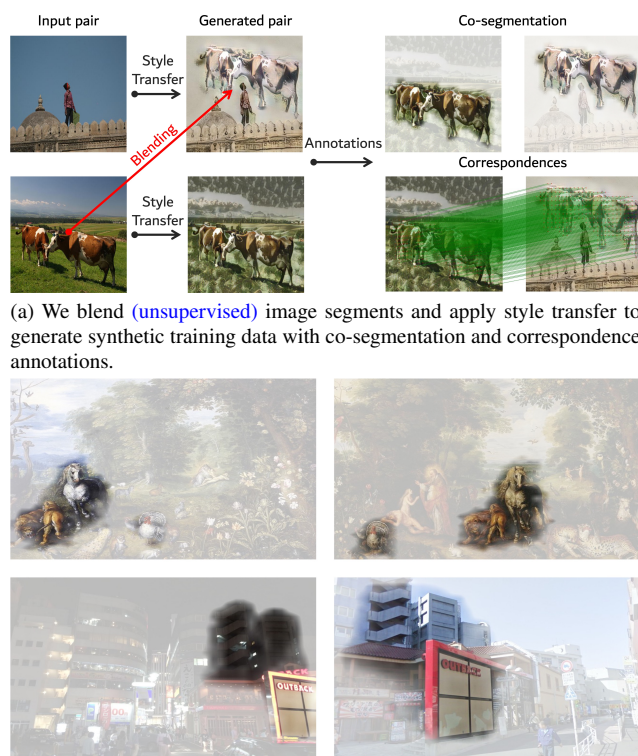 Input pair
Generated pair
Co-segmentation
Style
Transfer
Blending
Annotations
Correspondences
Style
Transfer
(a) We blend (unsupervised) image segments and apply style transfer to
generate synthetic training data with co-segmentation and correspondence
annotations.
OUTBACK
OUTBACK